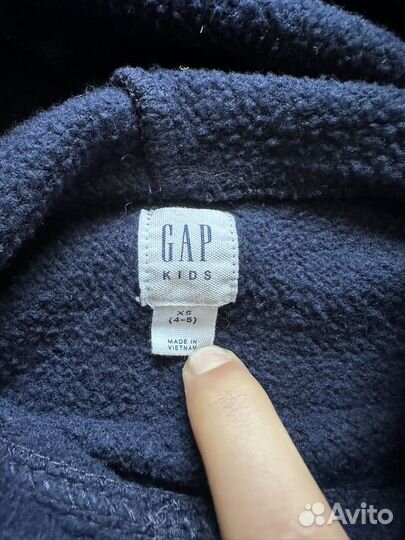 GAP
KIDS
XS
(4-5)
MADE IN
VIETNAM
Avito